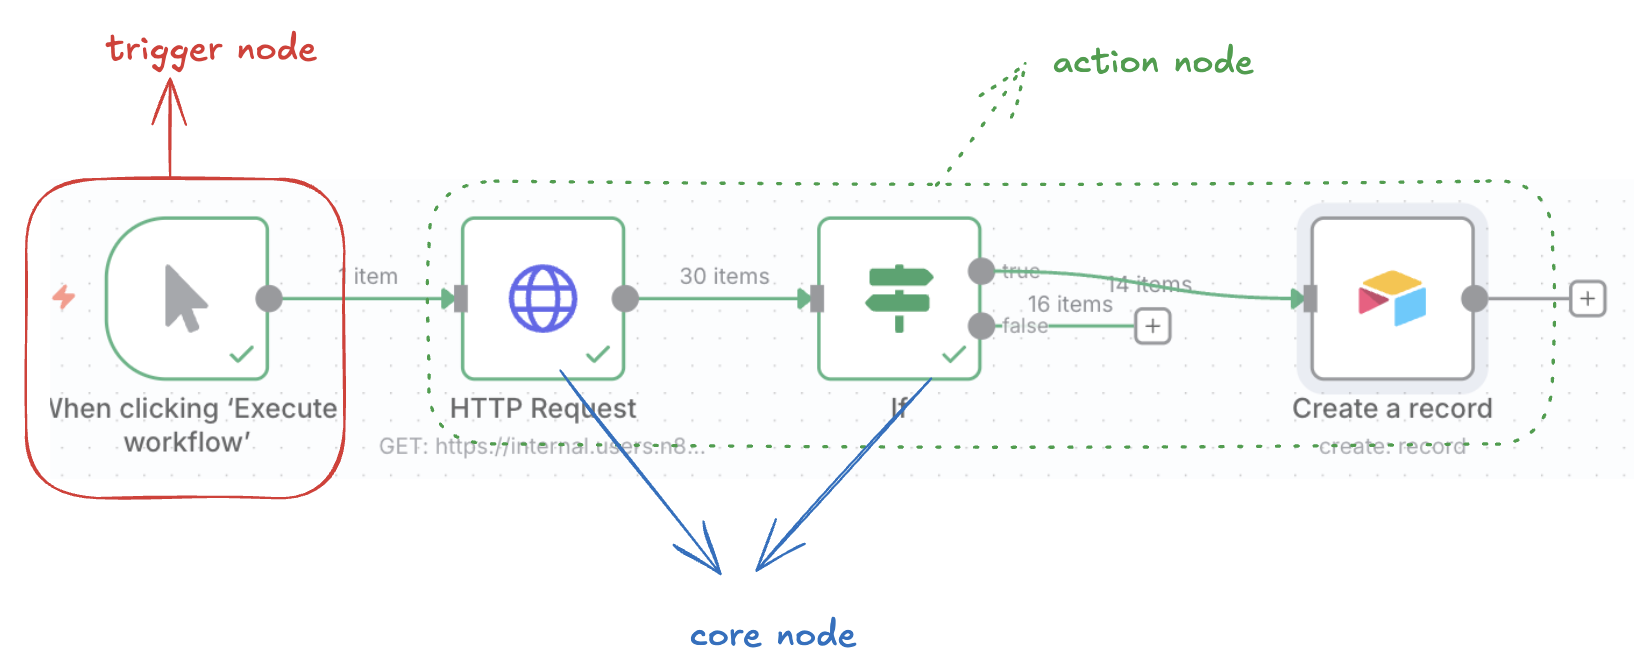 trigger node
action node
1 item
30 items
true
14 items
16 items
false
When clicking ‘Execute
workflow’
HTTP Request
GET: https://internal.users.n8...
If
Create a record
create: record
core node